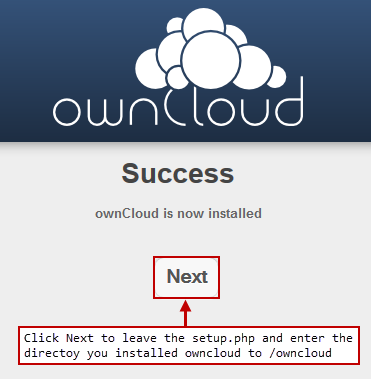 ownCloud
Success
ownCloud is now installed
Next
Click Next to leave the setup.php and enter the
directoy you installed owncloud to /owncloud